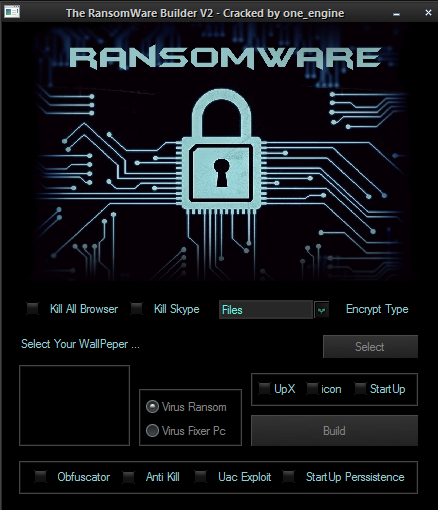 The RansomWare Builder V2 - Cracked by one_engine
RANSOMWARE
Kill All Browser Kill Skype Files Encrypt Type
Select Your WallPeper ... Select
UpX icon StartUp
Virus Ransom
Virus Fixer Pc Build
Obfuscator Anti Kill Uac Exploit StartUp Perssistence